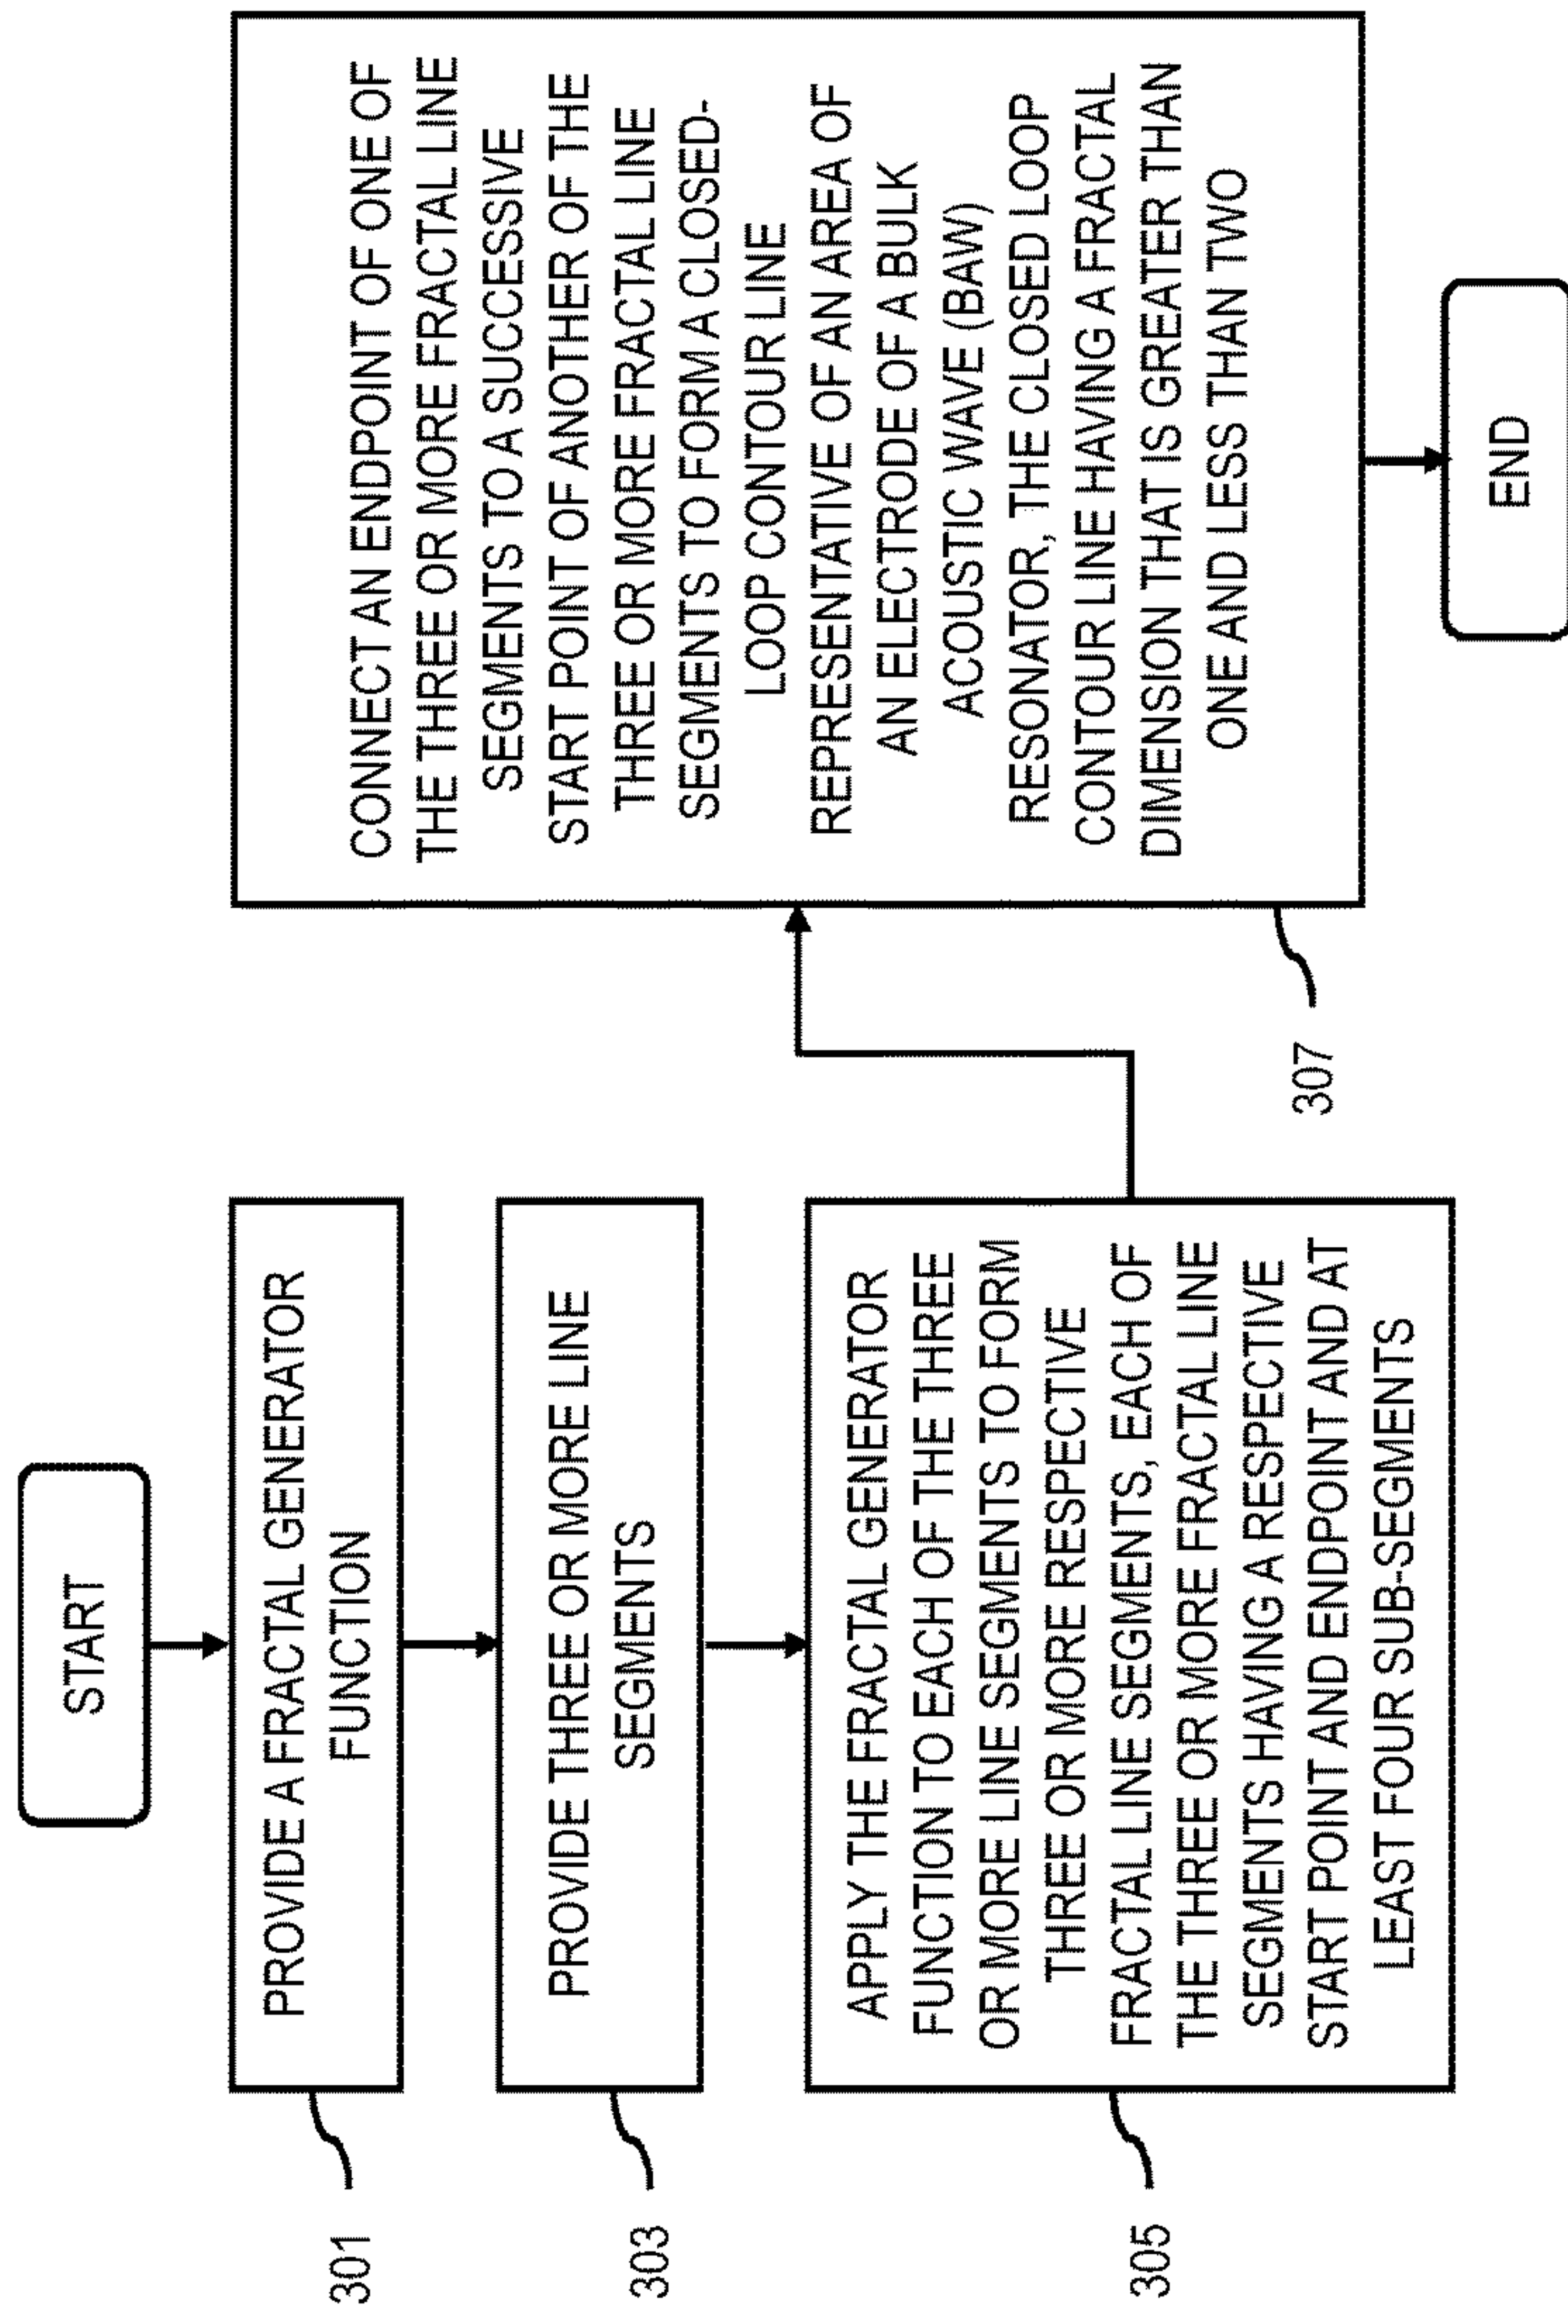 START
PROVIDE A FRACTAL GENERATOR
FUNCTION
301
PROVIDE THREE OR MORE LINE
SEGMENTS
303
APPLY THE FRACTAL GENERATOR
FUNCTION TO EACH OF THE THREE
OR MORE LINE SEGMENTS TO FORM
THREE OR MORE RESPECTIVE
FRACTAL LINE SEGMENTS, EACH OF
THE THREE OR MORE FRACTAL LINE
SEGMENTS HAVING A RESPECTIVE
START POINT AND ENDPOINT AND AT
LEAST FOUR SUB-SEGMENTS
305
CONNECT AN ENDPOINT OF ONE OF
THE THREE OR MORE FRACTAL LINE
SEGMENTS TO A SUCCESSIVE
START POINT OF ANOTHER OF THE
THREE OR MORE FRACTAL LINE
SEGMENTS TO FORM A CLOSED-
LOOP CONTOUR LINE
REPRESENTATIVE OF AN AREA OF
AN ELECTRODE OF A BULK
ACOUSTIC WAVE (BAW)
RESONATOR, THE CLOSED LOOP
CONTOUR LINE HAVING A FRACTAL
DIMENSION THAT IS GREATER THAN
ONE AND LESS THAN TWO
307
END